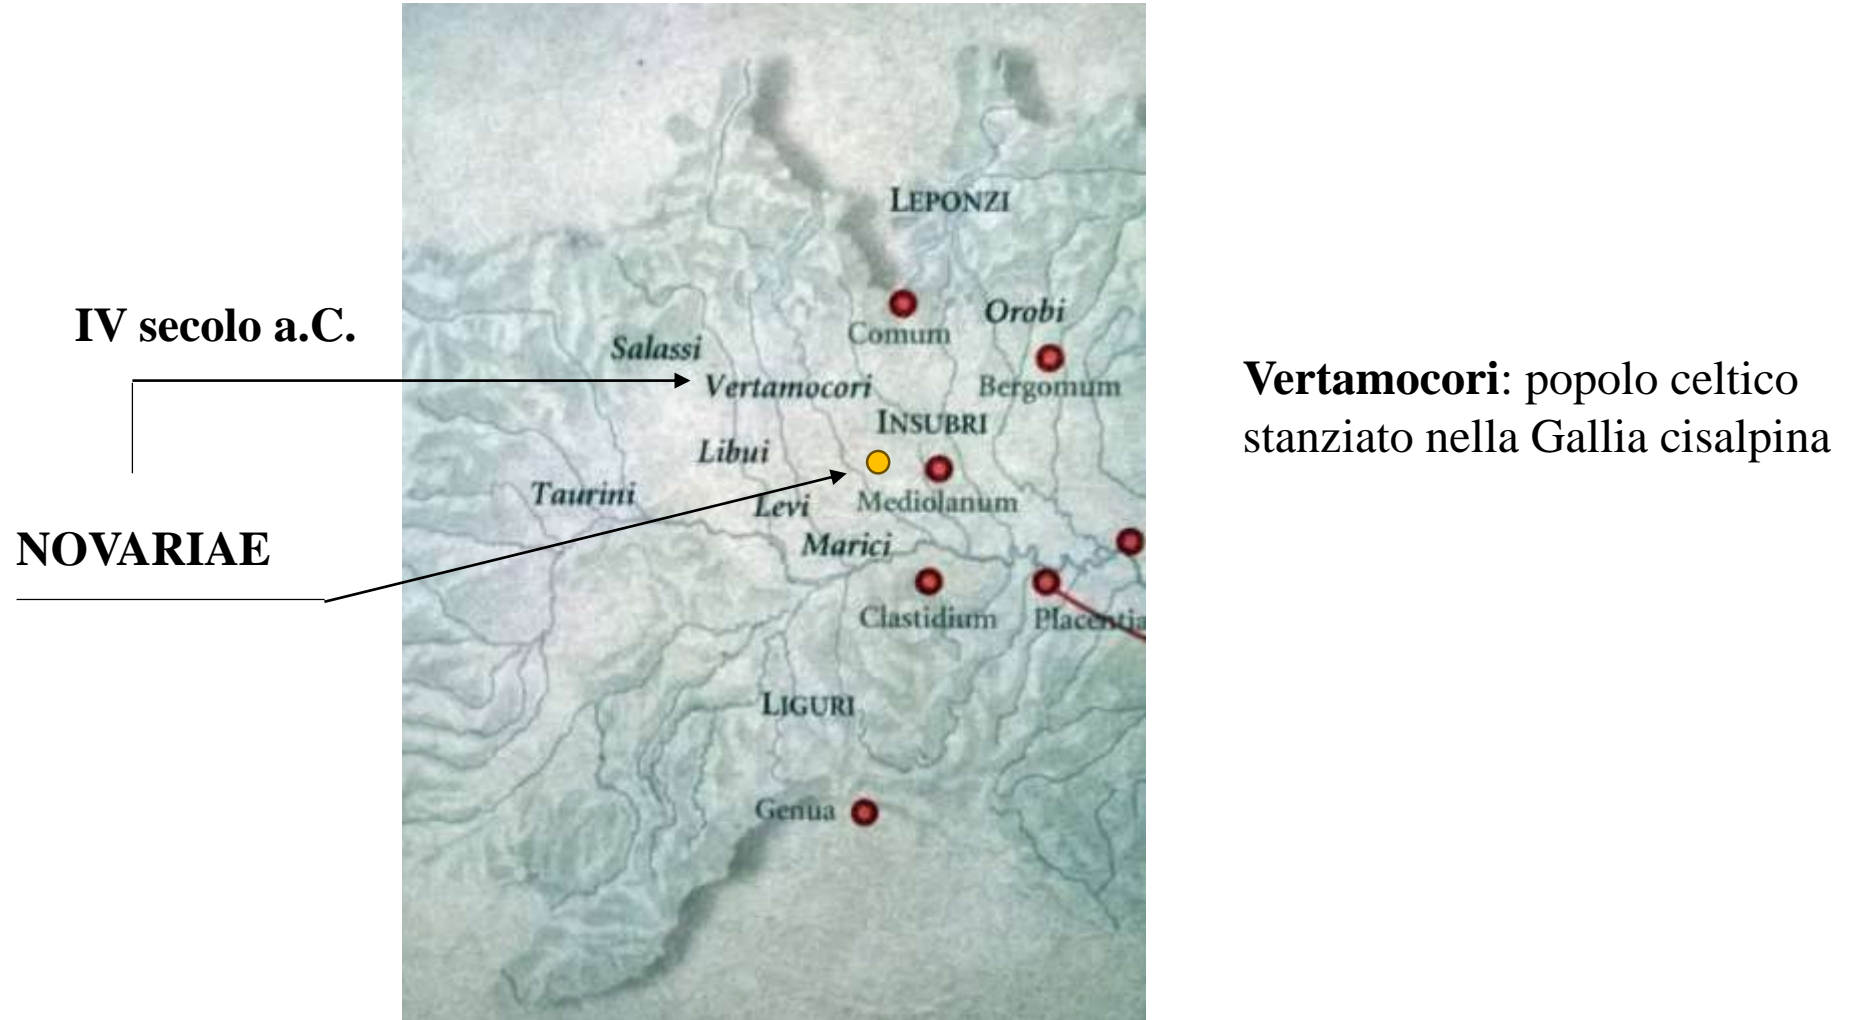 LEPONZI
IV secolo a.C.
Orobi
Comum
Salassi
Vertamocori
Bergomum
Vertamocori: popolo celtico
stanziato nella Gallia cisalpina
INSUBRI
Libui
Taurini
Levi
Mediolanum
NOVARIAE
Marici
Clastidium
Placentia
LIGURI
Genua